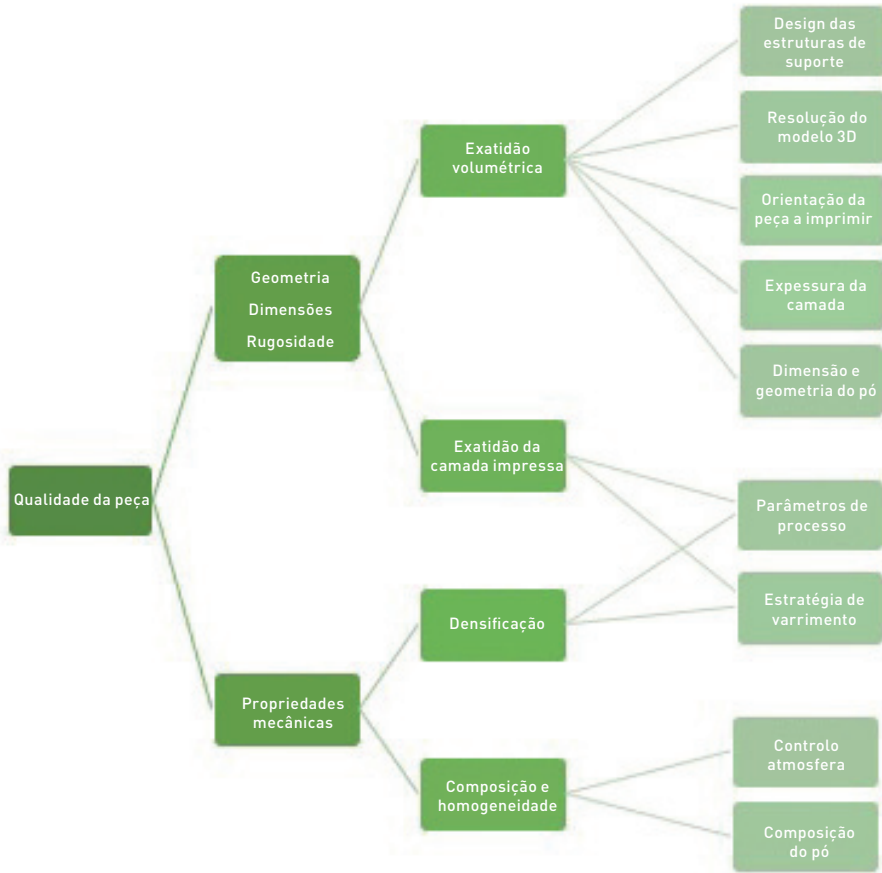 Qualidade da peça
Geometria
Dimensões
Rugosidade
Propriedades
mecânicas
Exatidão
volumétrica
Exatidão da
camada impressa
Densificação
Composição e
homogeneidade
Design das
estruturas de
suporte
Resolução do
modelo 3D
Orientação da
peça a imprimir
Expessura da
camada
Dimensão e
geometria do pó
Parâmetros de
processo
Estratégia de
varrimento
Controlo
atmosfera
Composição
do pó